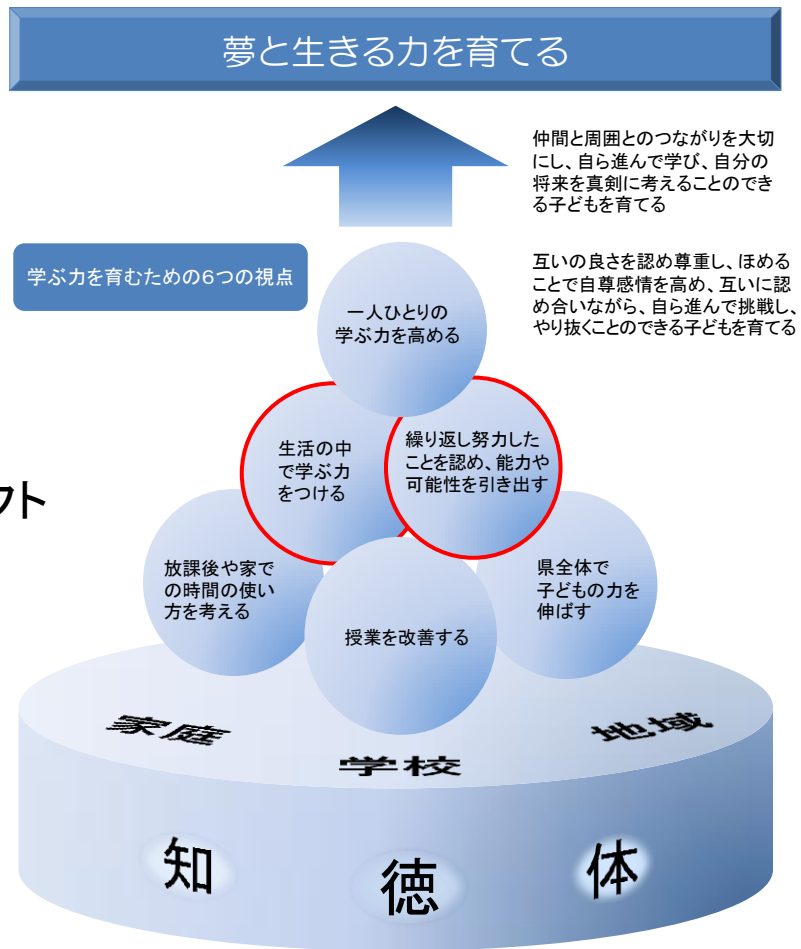 夢と生きる力を育てる
仲間と周囲とのつながりを大切
にし、自ら進んで学び、自分の
将来を真剣に考えることのでき
る子どもを育てる
学ぶ力を育むための6つの視点
互いの良さを認め尊重し、ほめる
ことで自尊感情を高め、互いに認
め合いながら、自ら進んで挑戦し、
やり抜くことのできる子どもを育てる
一人ひとりの
学ぶ力を高める
生活の中
で学ぶ力
をつける
繰り返し努力した
ことを認め、能力や
可能性を引き出す
クト
放課後や家で
の時間の使い
方を考える
授業を改善する
県全体で
子どもの力を
伸ばす
家庭
学校
地域
知
徳
体